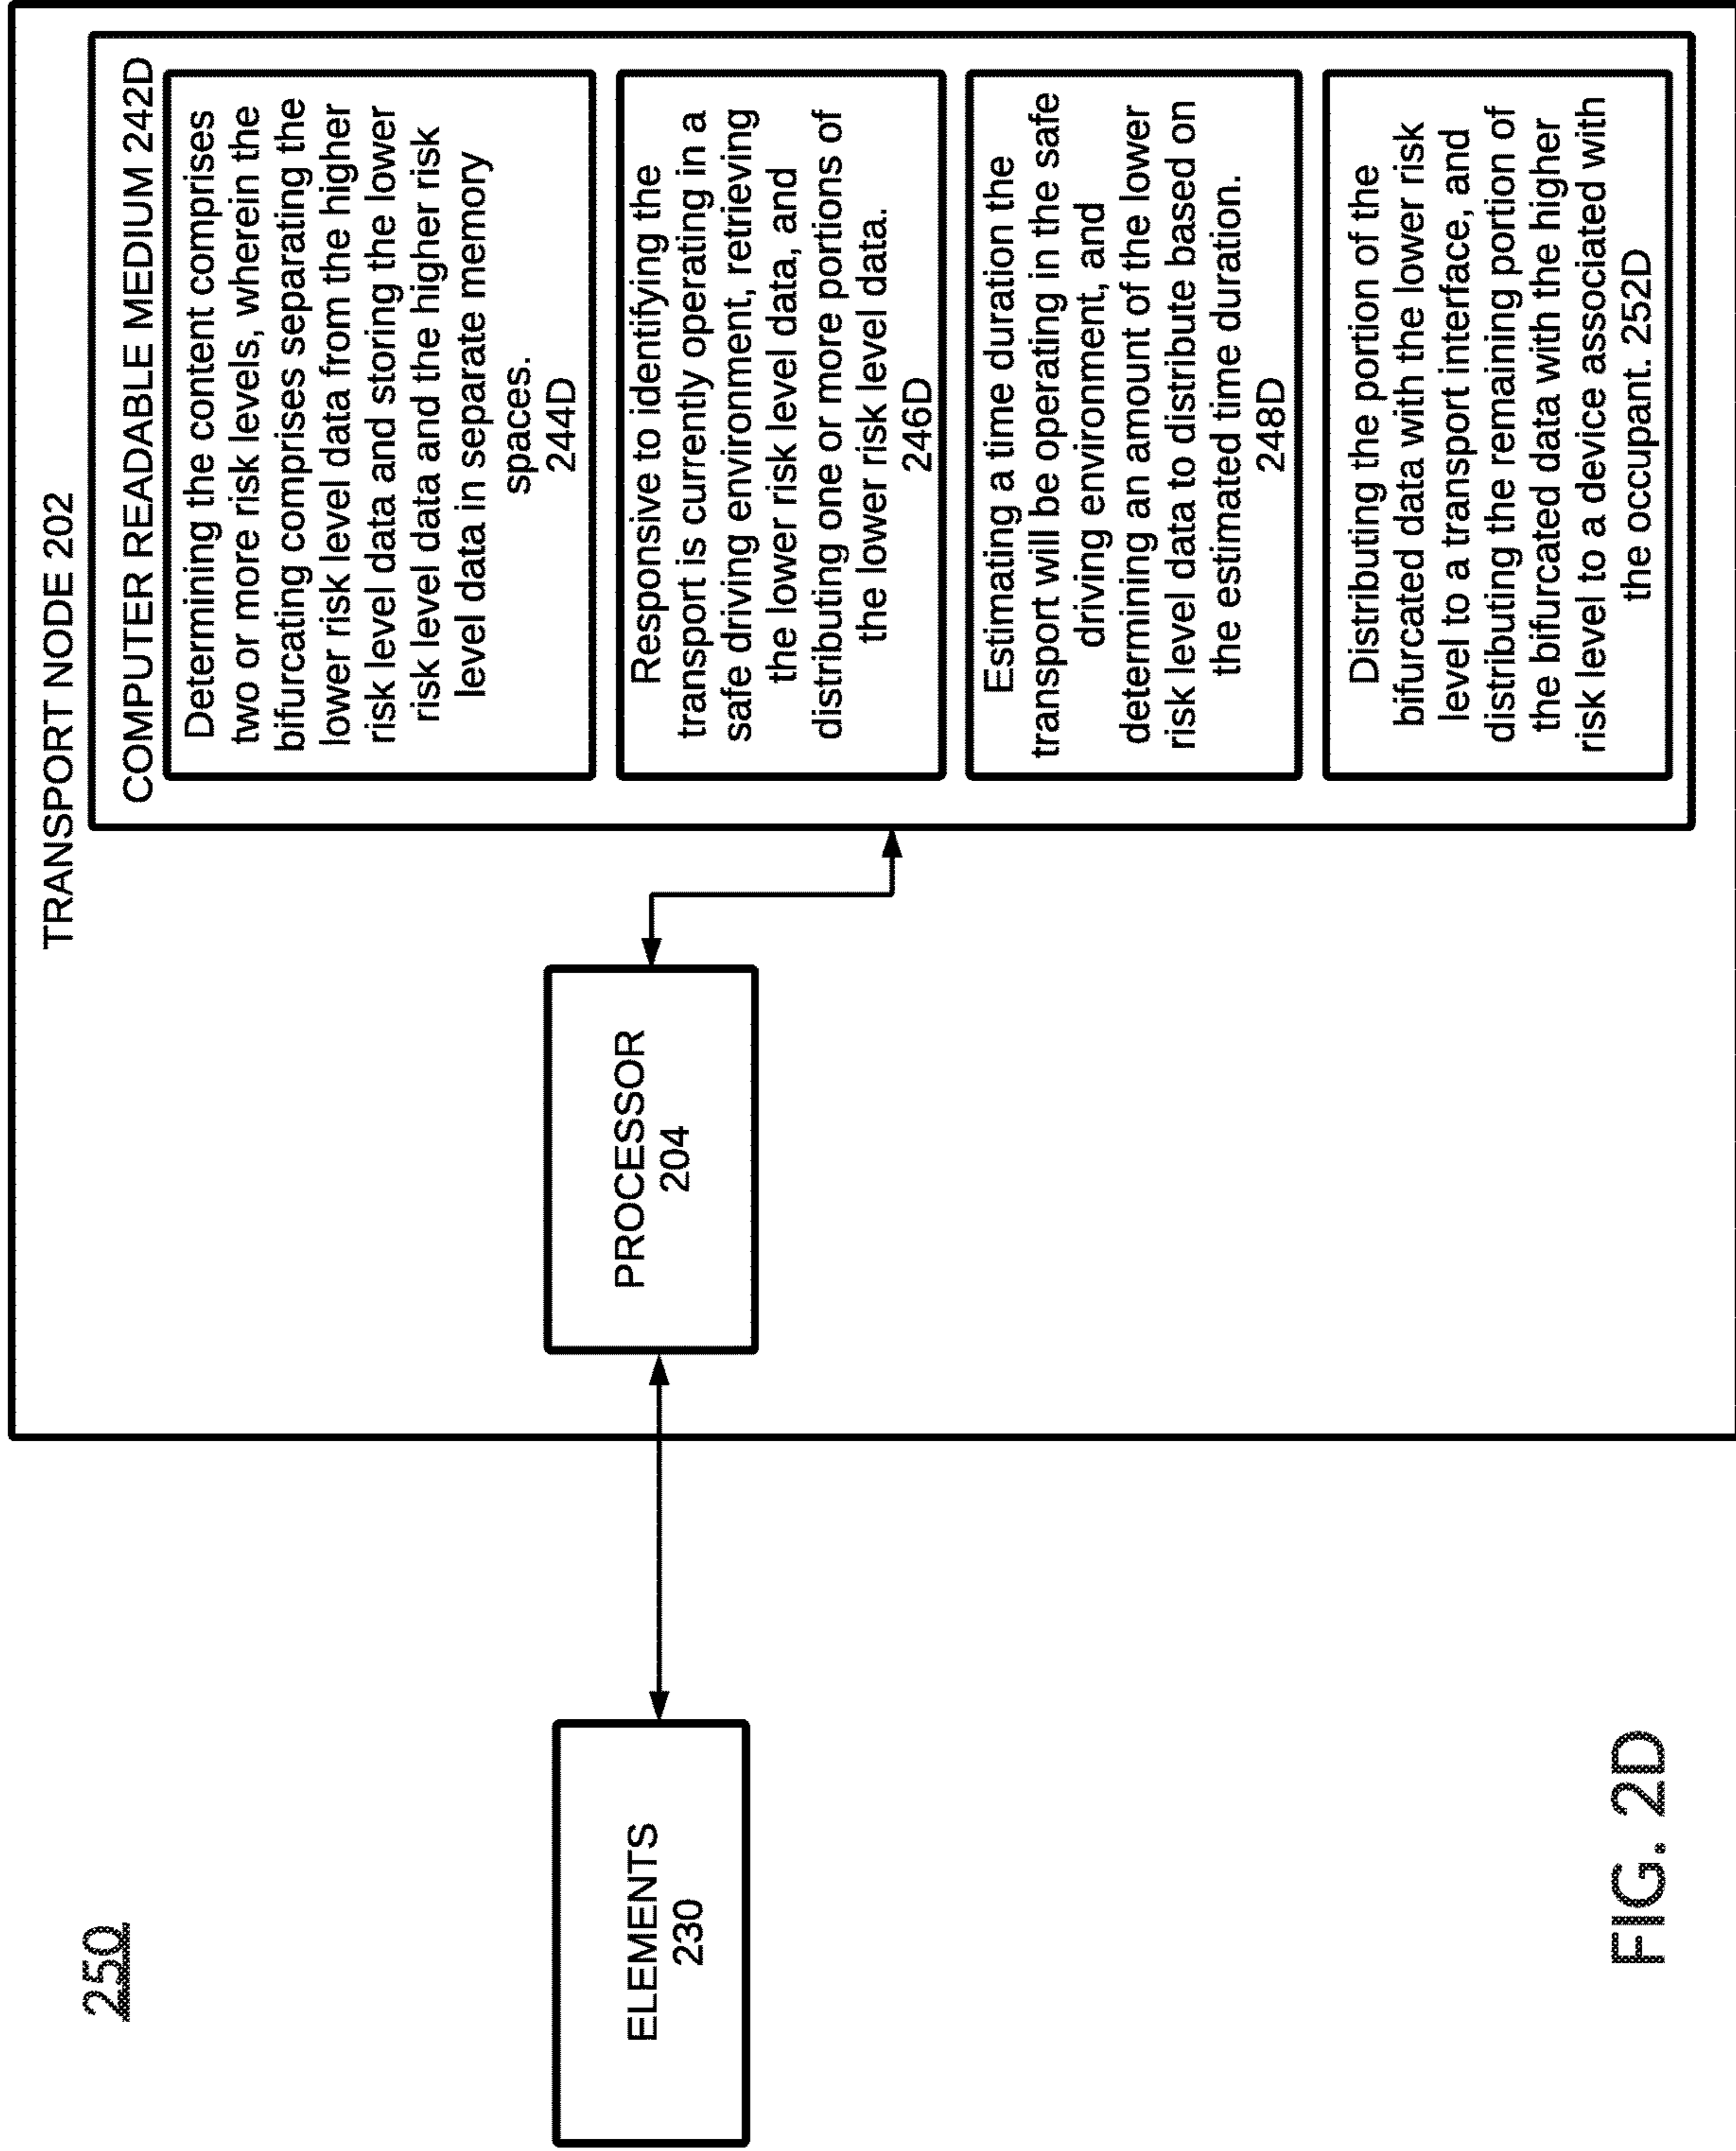 250
TRANSPORT NODE 202
COMPUTER READABLE MEDIUM 242D
Determining the content comprises
two or more risk levels, wherein the
bifurcating comprises separating the
lower risk level data from the higher
risk level data and storing the lower
risk level data and the higher risk
level data in separate memory
spaces.
244D
Responsive to identifying the
transport is currently operating in a
safe driving environment, retrieving
the lower risk level data, and
distributing one or more portions of
the lower risk level data.
246D
Estimating a time duration the
transport will be operating in the safe
driving environment, and
determining an amount of the lower
risk level data to distribute based on
the estimated time duration.
248D
Distributing the portion of the
bifurcated data with the lower risk
level to a transport interface, and
distributing the remaining portion of
the bifurcated data with the higher
risk level to a device associated with
the occupant. 252D
PROCESSOR
204
ELEMENTS
230
FIG. 2D